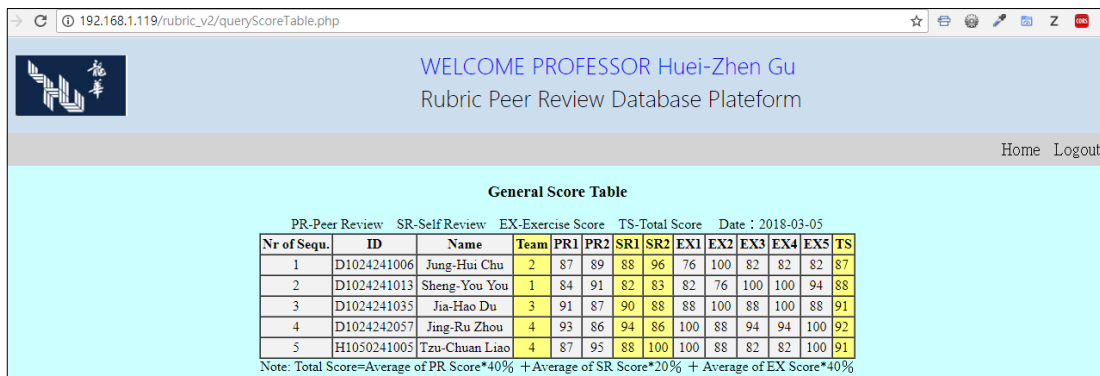 192.168.1.119/rubric_v2/queryScoreTable.php
Z
CORS
龍華
WELCOME PROFESSOR Huei-Zhen Gu
Rubric Peer Review Database Plateform
Home Logout
General Score Table
PR-Peer Review SR-Self Review EX-Exercise Score TS-Total Score Date：2018-03-05
Nr of Sequ. ID Name Team PR1 PR2 SR1 SR2 EX1 EX2 EX3 EX4 EX5 TS
1 D1024241006 Jung-Hui Chu 2 87 89 88 96 76 100 82 82 82 87
2 D1024241013 Sheng-You You 1 84 91 82 83 82 76 100 100 94 88
3 D1024241035 Jia-Hao Du 3 91 87 90 88 88 100 88 100 88 91
4 D1024242057 Jing-Ru Zhou 4 93 86 94 86 100 88 94 94 100 92
5 H1050241005 Tzu-Chuan Liao 4 87 95 88 100 100 88 82 82 100 91
Note: Total Score=Average of PR Score*40% ＋Average of SR Score*20% ＋ Average of EX Score*40%